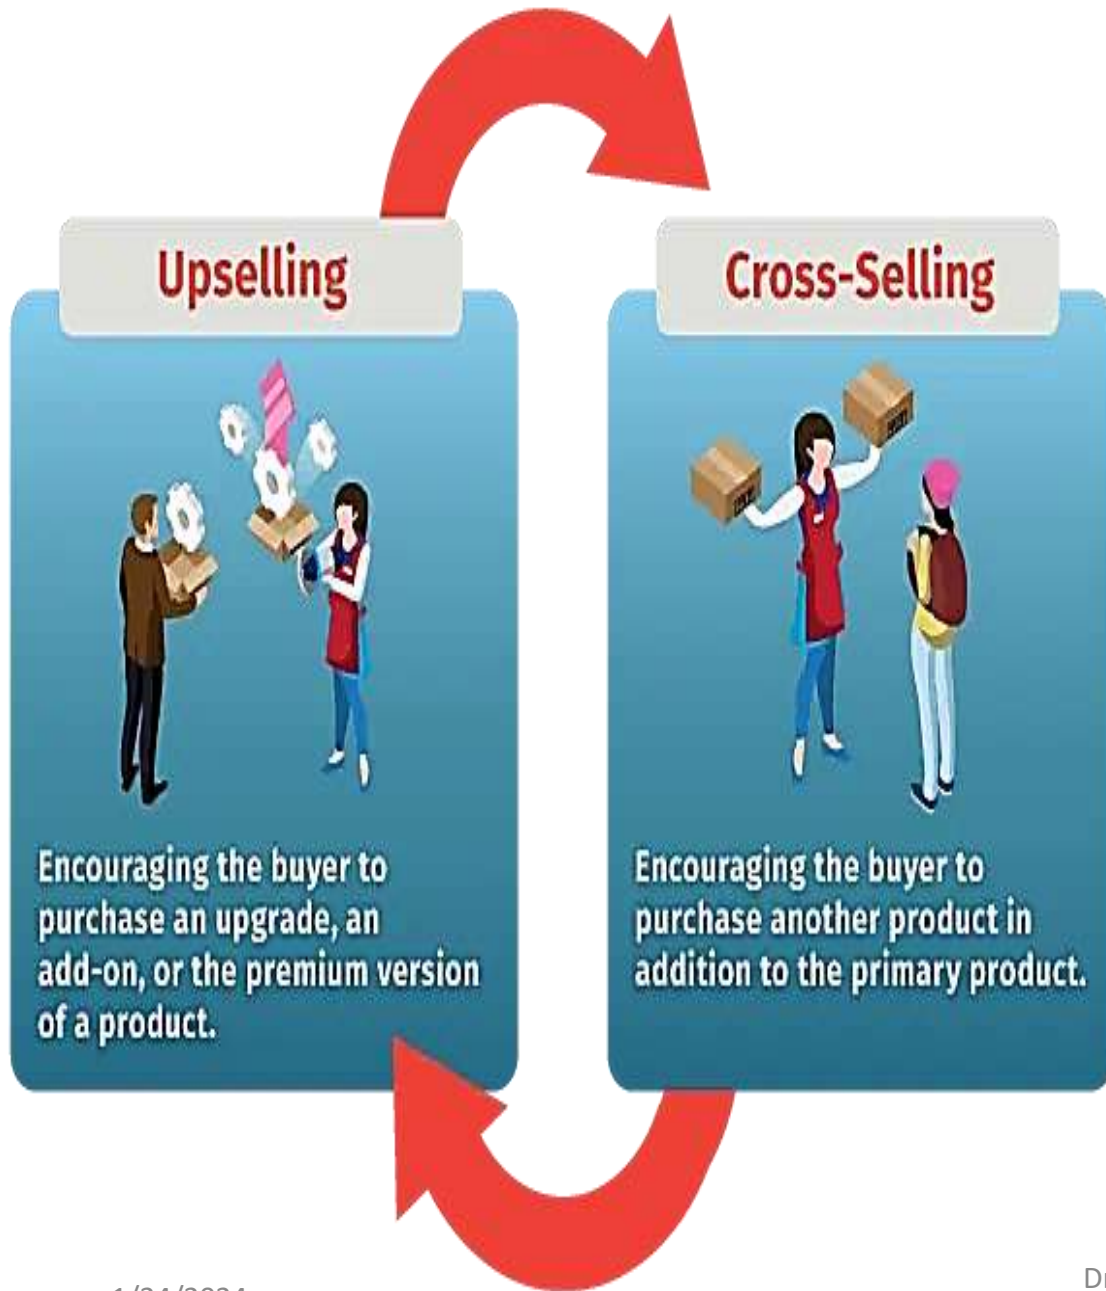 Upselling
Encouraging the buyer to
purchase an upgrade, an
add-on, or the premium version
of a product.
Cross-Selling
Encouraging the buyer to
purchase another product in
addition to the primary product.